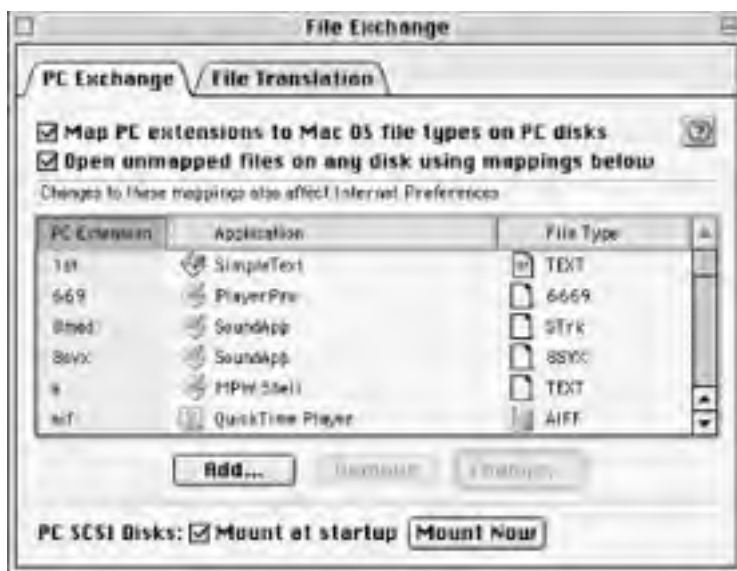 File Exchange
PC Exchange File Translation
Map PC extensions to Mac OS file types on PC disks
Open unmapped files on any disk using mappings below
Changes to these mappings also affect Internet Preferences
PC Extension Application File Type
1st SimpleText TEXT
669 PlayerPro 6669
8med SoundApp STrk
8svx SoundApp 8SVX
a MPW Shell TEXT
aif QuickTime Player AIFF
Add... Remove Change...
PC SCSI Disks: Mount at startup Mount Now